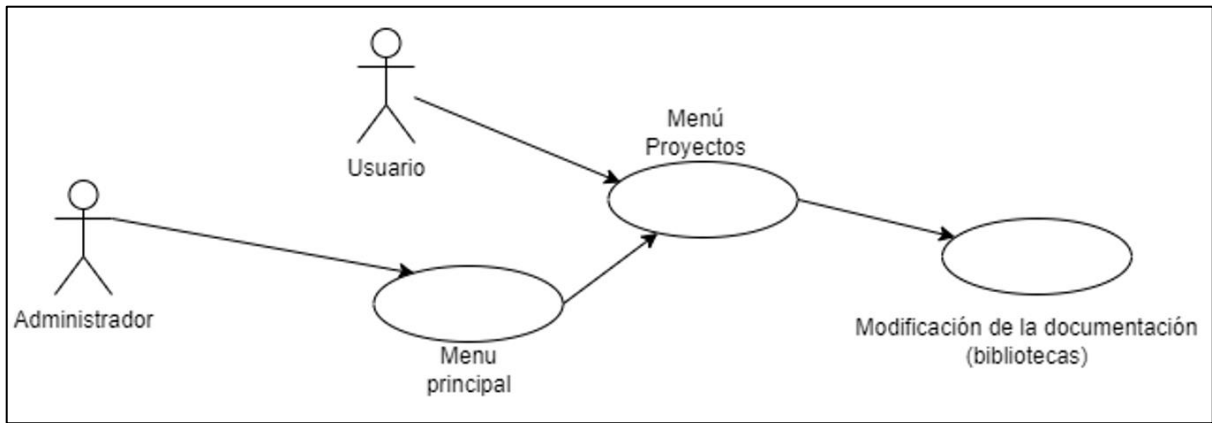 Usuario
Menú
Proyectos
Administrador
Menu
principal
Modificación de la documentación
(bibliotecas)